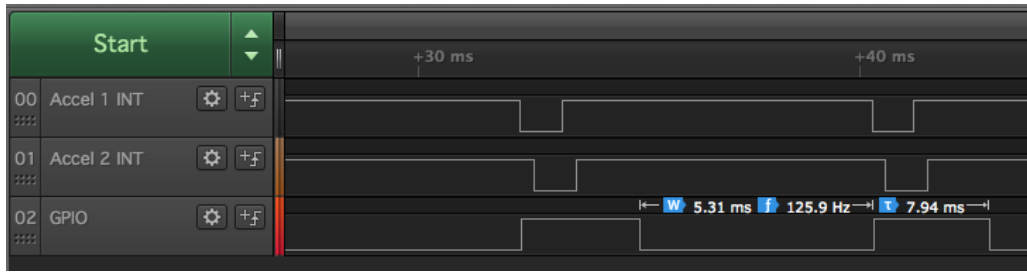 Start
+30 ms +40 ms
00 Accel 1 INT
01 Accel 2 INT
W 5.31 ms f 125.9 Hz τ 7.94 ms
02 GPIO